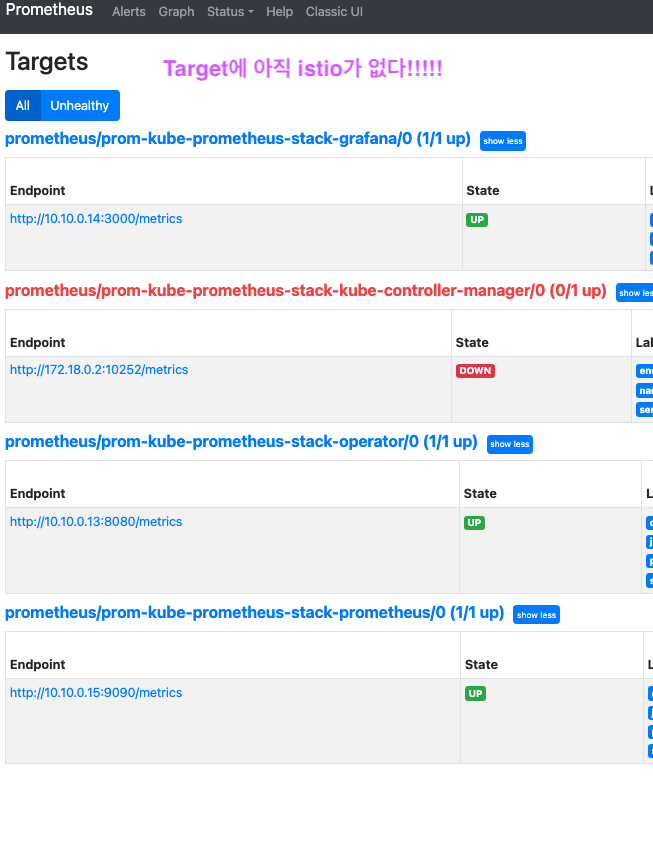 Prometheus Alerts Graph Status Help Classic UI
Targets
Target에 아직 istio가 없다!!!!!
All Unhealthy
prometheus/prom-kube-prometheus-stack-grafana/0 (1/1 up) show less
Endpoint State
http://10.10.0.14:3000/metrics UP
prometheus/prom-kube-prometheus-stack-kube-controller-manager/0 (0/1 up) show les
Endpoint State Lab
http://172.18.0.2:10252/metrics DOWN
prometheus/prom-kube-prometheus-stack-operator/0 (1/1 up) show less
Endpoint State
http://10.10.0.13:8080/metrics UP
prometheus/prom-kube-prometheus-stack-prometheus/0 (1/1 up) show less
Endpoint State
http://10.10.0.15:9090/metrics UP